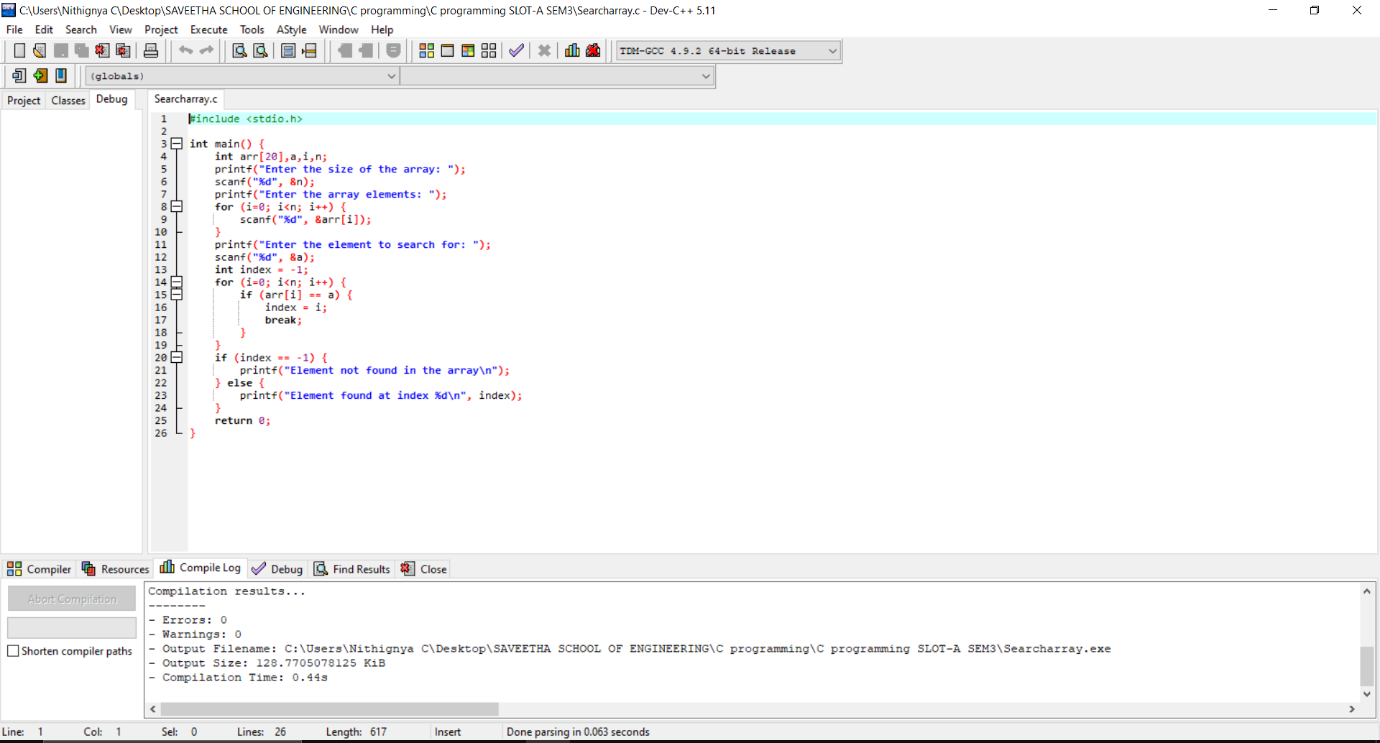 C:\Users\Nithignya C\Desktop\SAVEETHA SCHOOL OF ENGINEERING\C programming\C programming SLOT-A SEM3\Searcharray.c - Dev-C++ 5.11
File Edit Search View Project Execute Tools AStyle Window Help
TDM-GCC 4.9.2 64-bit Release
(globals)
Project Classes Debug Searcharray.c
1 #include <stdio.h>
2
3 int main() {
4 int arr[20],a,i,n;
5 printf("Enter the size of the array: ");
6 scanf("%d", &n);
7 printf("Enter the array elements: ");
8 for (i=0; i<n; i++) {
9 scanf("%d", &arr[i]);
10 }
11 printf("Enter the element to search for: ");
12 scanf("%d", &a);
13 int index = -1;
14 for (i=0; i<n; i++) {
15 if (arr[i] == a) {
16 index = i;
17 break;
18 }
19 }
20 if (index == -1) {
21 printf("Element not found in the array\n");
22 } else {
23 printf("Element found at index %d\n", index);
24 }
25 return 0;
26 }
Compiler Resources Compile Log Debug Find Results Close
Abort Compilation
Shorten compiler paths
Compilation results...
--------
- Errors: 0
- Warnings: 0
- Output Filename: C:\Users\Nithignya C\Desktop\SAVEETHA SCHOOL OF ENGINEERING\C programming\C programming SLOT-A SEM3\Searcharray.exe
- Output Size: 128.7705078125 KiB
- Compilation Time: 0.44s
Line: 1 Col: 1 Sel: 0 Lines: 26 Length: 617 Insert Done parsing in 0.063 seconds